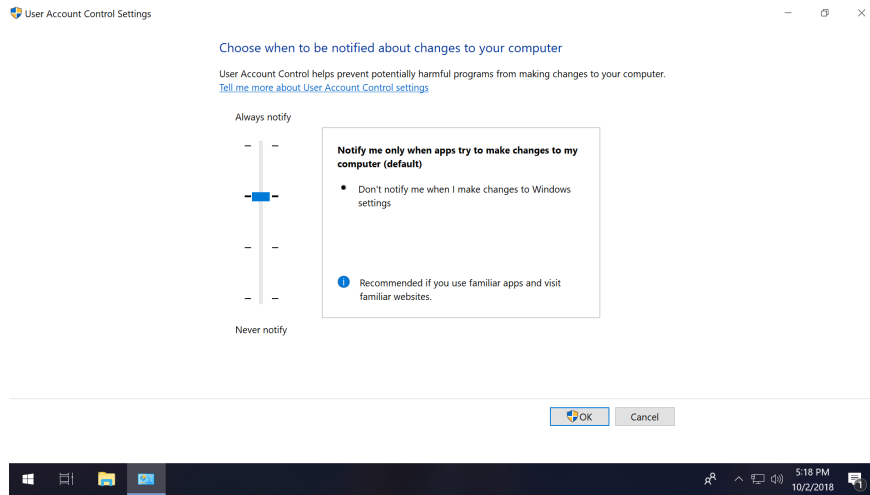 User Account Control Settings
Choose when to be notified about changes to your computer
User Account Control helps prevent potentially harmful programs from making changes to your computer.
Tell me more about User Account Control settings
Always notify
Notify me only when apps try to make changes to my
computer (default)
Don't notify me when I make changes to Windows
settings
Recommended if you use familiar apps and visit
familiar websites.
Never notify
OK
Cancel
5:18 PM
10/2/2018
1